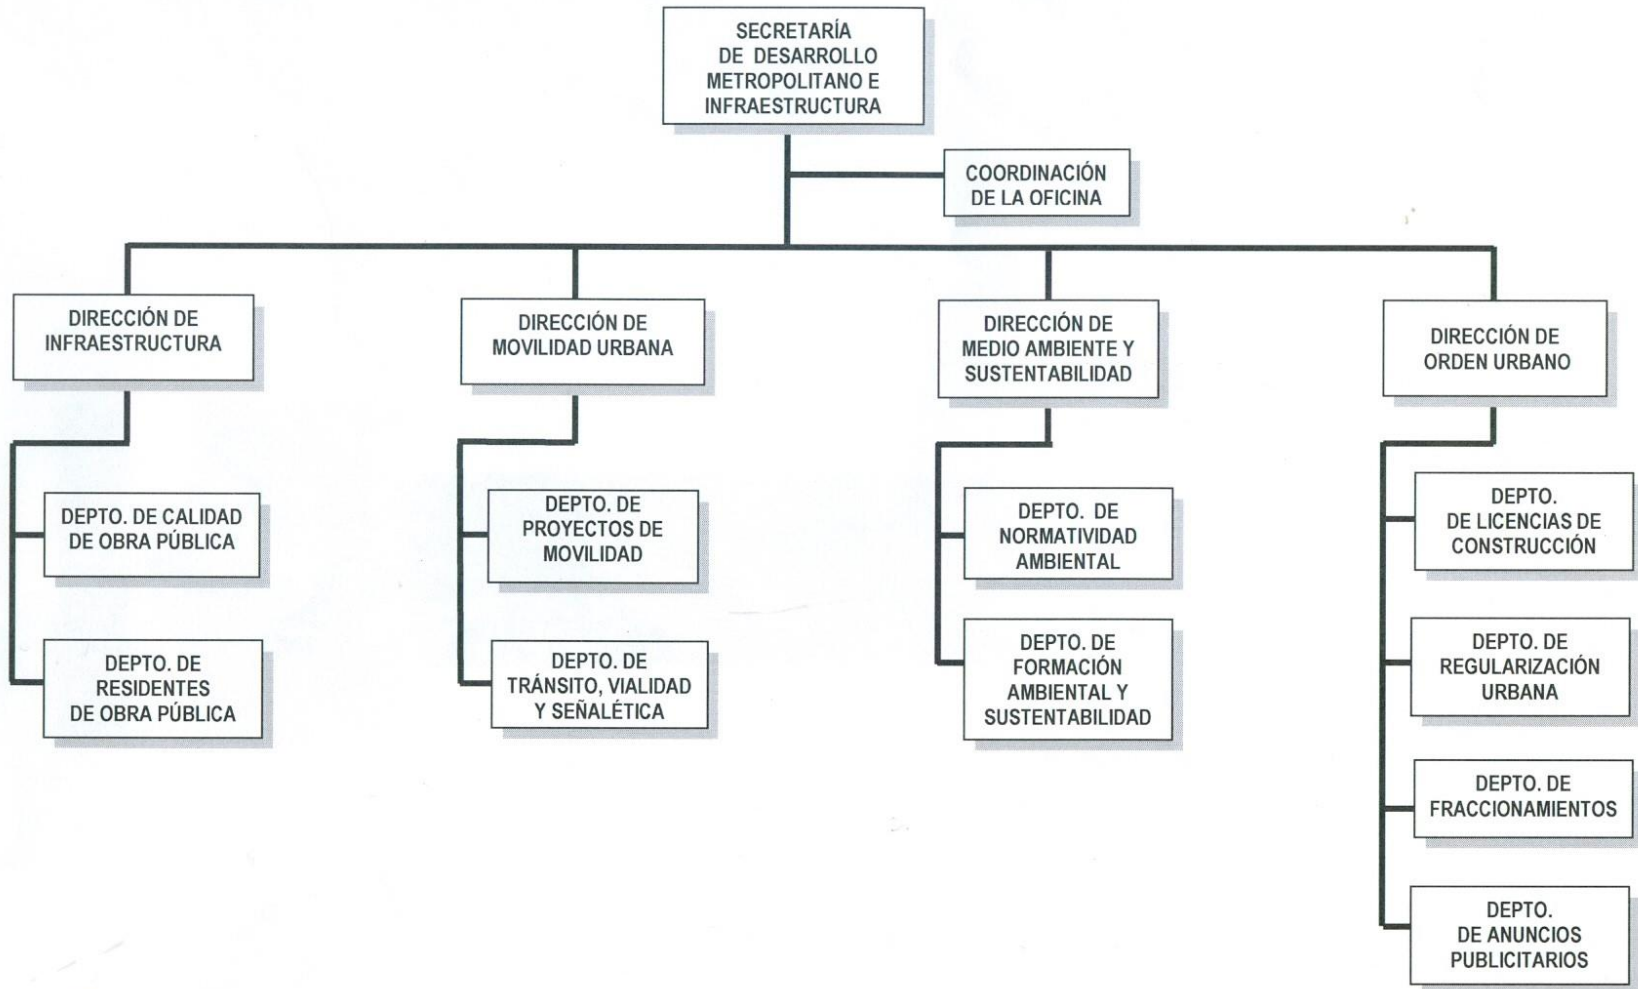 SECRETARÍA
DE DESARROLLO
METROPOLITANO E
INFRAESTRUCTURA
COORDINACIÓN
DE LA OFICINA
DIRECCIÓN DE
INFRAESTRUCTURA
DIRECCIÓN DE
MOVILIDAD URBANA
DIRECCIÓN DE
MEDIO AMBIENTE Y
SUSTENTABILIDAD
DIRECCIÓN DE
ORDEN URBANO
DEPTO. DE CALIDAD
DE OBRA PÚBLICA
DEPTO. DE
RESIDENTES
DE OBRA PÚBLICA
DEPTO. DE
PROYECTOS DE
MOVILIDAD
DEPTO. DE
TRÁNSITO, VIALIDAD
Y SEÑALÉTICA
DEPTO. DE
NORMATIVIDAD
AMBIENTAL
DEPTO. DE
FORMACIÓN
AMBIENTAL Y
SUSTENTABILIDAD
DEPTO.
DE LICENCIAS DE
CONSTRUCCIÓN
DEPTO. DE
REGULARIZACIÓN
URBANA
DEPTO. DE
FRACCIONAMIENTOS
DEPTO.
DE ANUNCIOS
PUBLICITARIOS